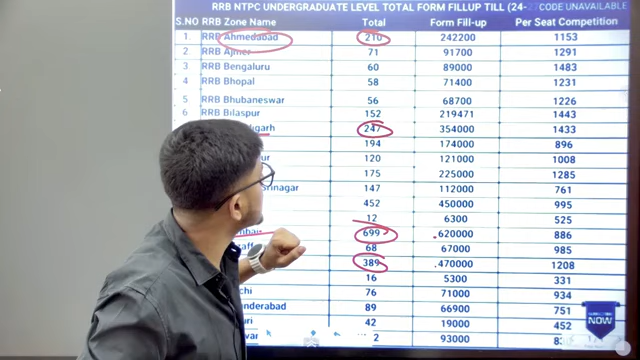 RRB NTPC UNDERGRADUATE LEVEL TOTAL FORM FILLUP TILL (24- CODE UNAVAILABLE
S.NO RRB Zone Name Total Form Fill-up Per Seat Competition
1. RRB Ahmedabad 210 242200 1153
2 RRB Ajmer 71 91700 1291
3 RRB Bengaluru 60 89000 1483
4 RRB Bhopal 58 71400 1231
5 RRB Bhubaneswar 56 68700 1226
6 RRB Bilaspur 152 219471 1443
247 354000 1433
194 174000 896
120 121000 1008
175 225000 1285
Srinagar 147 112000 761
452 450000 995
12 6300 525
699 620000 886
68 67000 985
389 470000 1208
16 5300 331
76 71000 934
89 66900 751
42 19000 452
93000
NOW